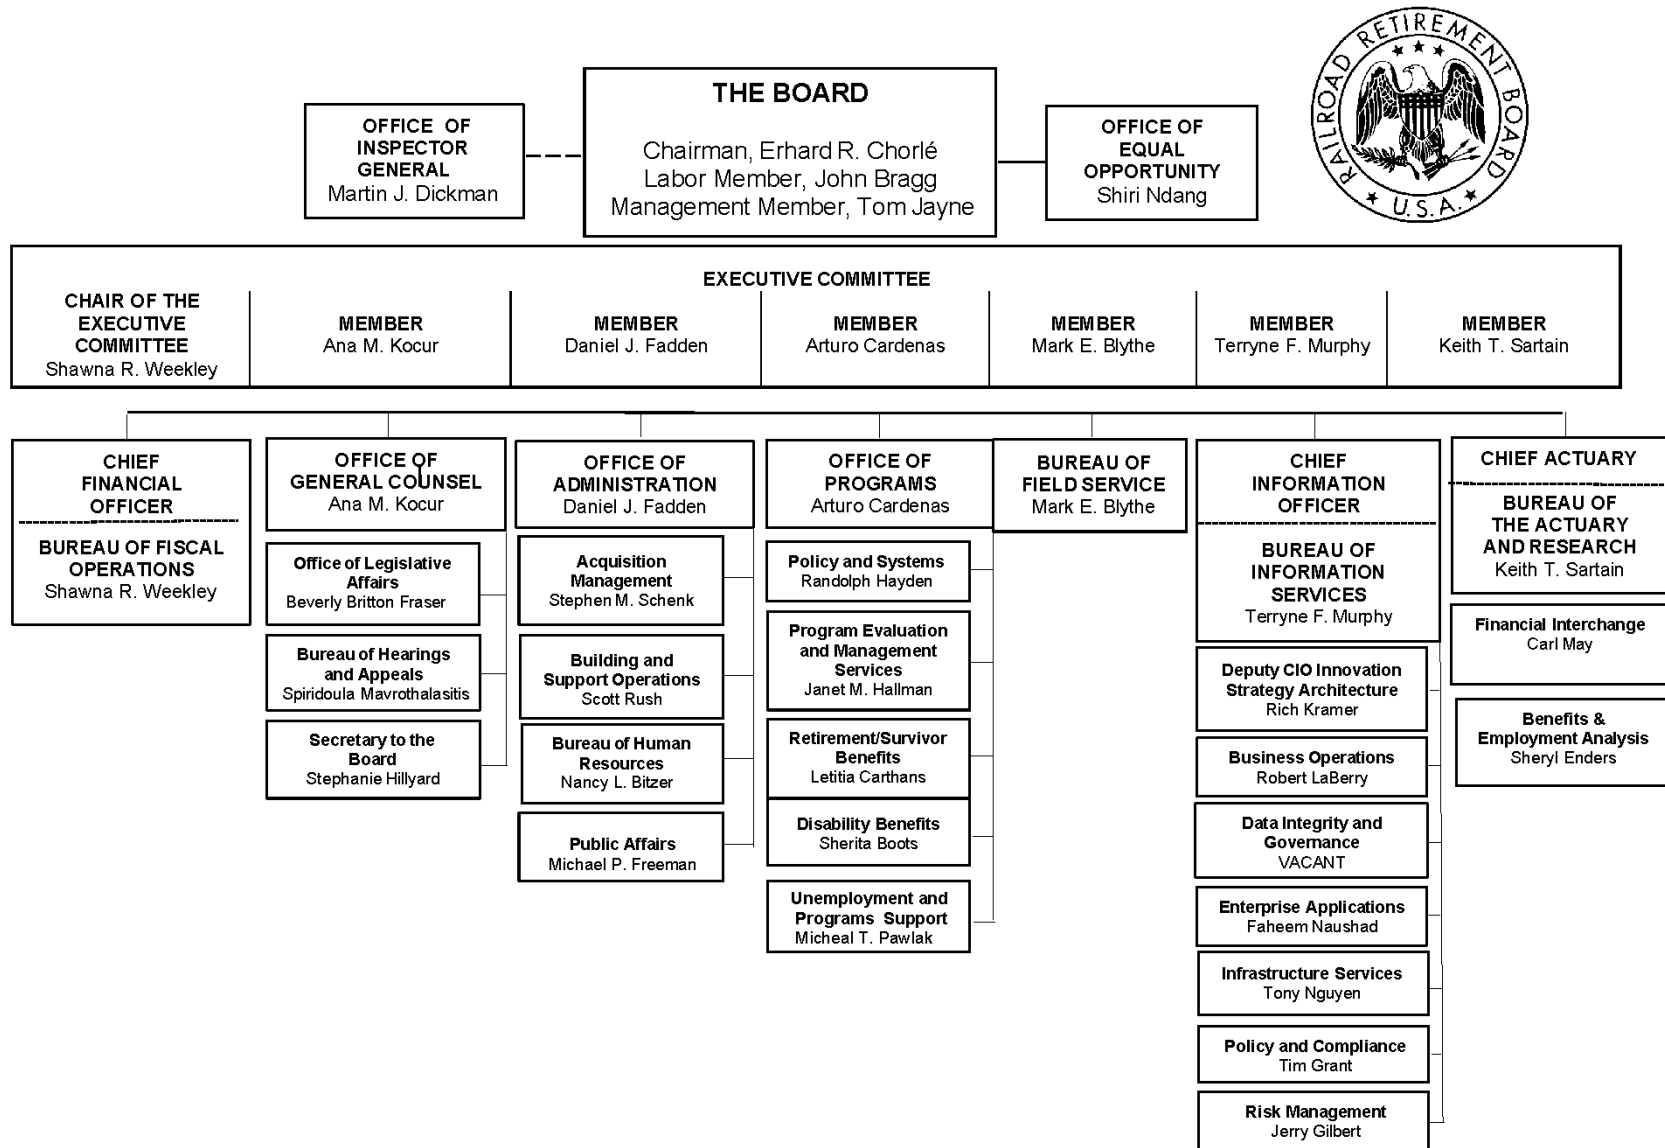 OFFICE OF
INSPECTOR
GENERAL
Martin J. Dickman
THE BOARD
Chairman, Erhard R. Chorlé
Labor Member, John Bragg
Management Member, Tom Jayne
OFFICE OF
EQUAL
OPPORTUNITY
Shiri Ndang
RAILROAD RETIREMENT BOARD
U.S.A.
EXECUTIVE COMMITTEE
CHAIR OF THE
EXECUTIVE
COMMITTEE
Shawna R. Weekley
MEMBER
Ana M. Kocur
MEMBER
Daniel J. Fadden
MEMBER
Arturo Cardenas
MEMBER
Mark E. Blythe
MEMBER
Terryne F. Murphy
MEMBER
Keith T. Sartain
CHIEF
FINANCIAL
OFFICER
BUREAU OF FISCAL
OPERATIONS
Shawna R. Weekley
OFFICE OF
GENERAL COUNSEL
Ana M. Kocur
Office of Legislative
Affairs
Beverly Britton Fraser
Bureau of Hearings
and Appeals
Spiridoula Mavrothalasitis
Secretary to the
Board
Stephanie Hillyard
OFFICE OF
ADMINISTRATION
Daniel J. Fadden
Acquisition
Management
Stephen M. Schenk
Building and
Support Operations
Scott Rush
Bureau of Human
Resources
Nancy L. Bitzer
Public Affairs
Michael P. Freeman
OFFICE OF
PROGRAMS
Arturo Cardenas
Policy and Systems
Randolph Hayden
Program Evaluation
and Management
Services
Janet M. Hallman
Retirement/Survivor
Benefits
Letitia Carthans
Disability Benefits
Sherita Boots
Unemployment and
Programs Support
Micheal T. Pawlak
BUREAU OF
FIELD SERVICE
Mark E. Blythe
CHIEF
INFORMATION
OFFICER
BUREAU OF
INFORMATION
SERVICES
Terryne F. Murphy
Deputy CIO Innovation
Strategy Architecture
Rich Kramer
Business Operations
Robert LaBerry
Data Integrity and
Governance
VACANT
Enterprise Applications
Faheem Naushad
Infrastructure Services
Tony Nguyen
Policy and Compliance
Tim Grant
Risk Management
Jerry Gilbert
CHIEF ACTUARY
BUREAU OF
THE ACTUARY
AND RESEARCH
Keith T. Sartain
Financial Interchange
Carl May
Benefits &
Employment Analysis
Sheryl Enders